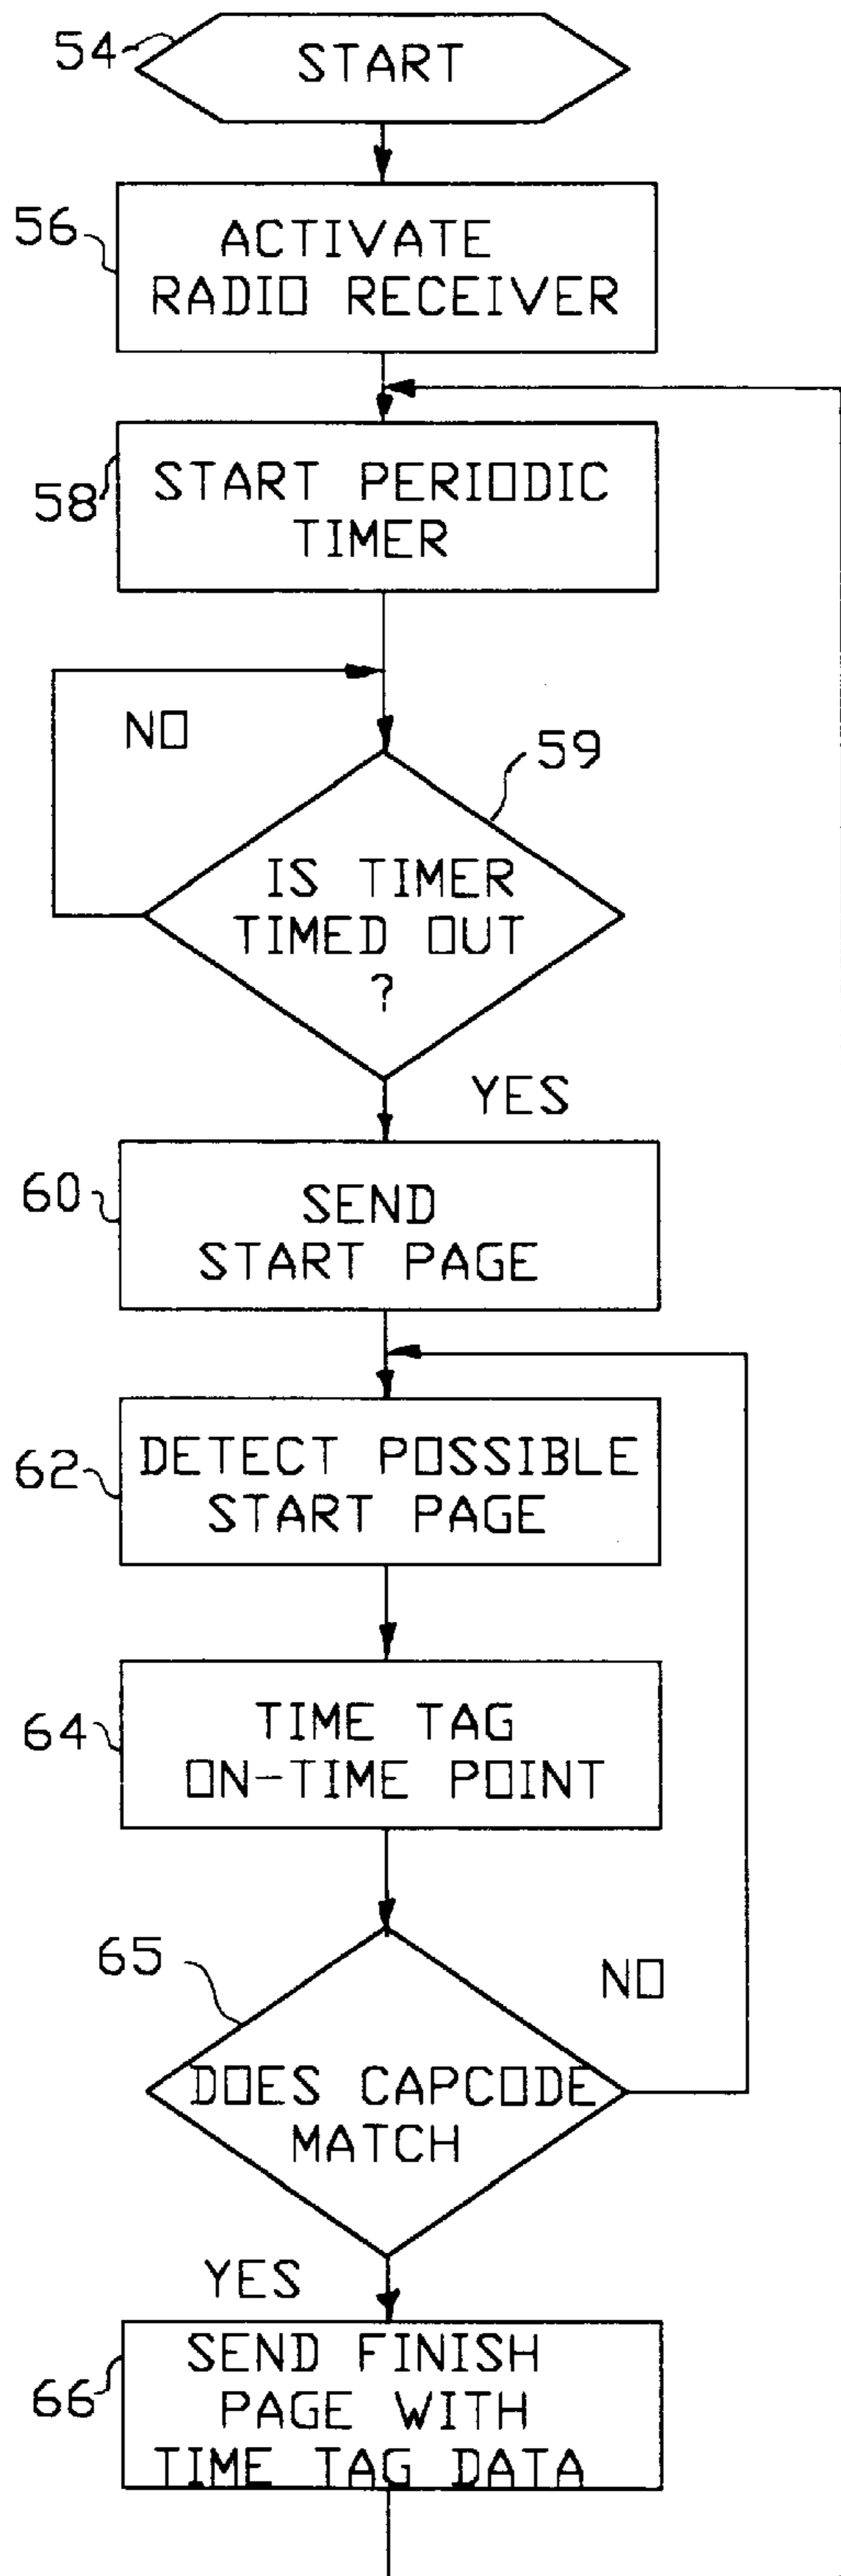 54
START
56
ACTIVATE
RADIO RECEIVER
58
START PERIODIC
TIMER
NO
59
IS TIMER
TIMED OUT
?
YES
60
SEND
START PAGE
62
DETECT POSSIBLE
START PAGE
64
TIME TAG
ON-TIME POINT
65
NO
DOES CAPCODE
MATCH
YES
66
SEND FINISH
PAGE WITH
TIME TAG DATA